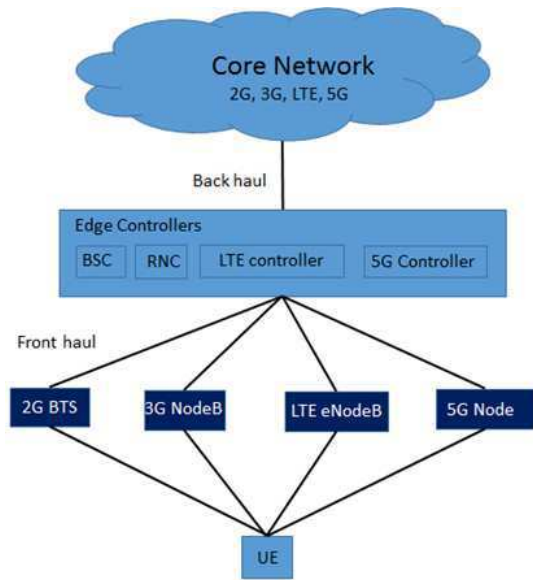 Core Network
2G, 3G, LTE, 5G
Back haul
Edge Controllers
BSC
RNC
LTE controller
5G Controller
Front haul
2G BTS
3G NodeB
LTE eNodeB
5G Node
UE